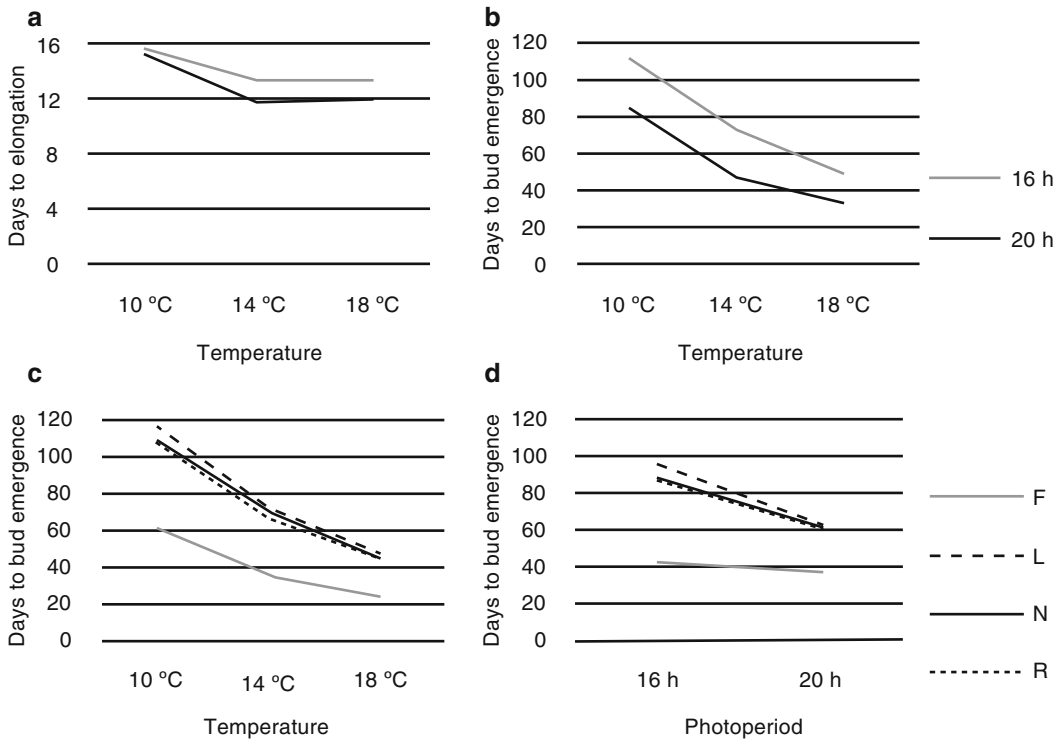 a
16
12
8
4
0
Days to elongation
10 ºC
14 ºC
18 ºC
Temperature
b
120
100
80
60
40
20
0
Days to bud emergence
10 ºC
14 ºC
18 ºC
Temperature
16 h
20 h
c
120
100
80
60
40
20
0
Days to bud emergence
10 ºC
14 ºC
18 ºC
Temperature
d
120
100
80
60
40
20
0
Days to bud emergence
16 h
20 h
Photoperiod
F
L
N
R